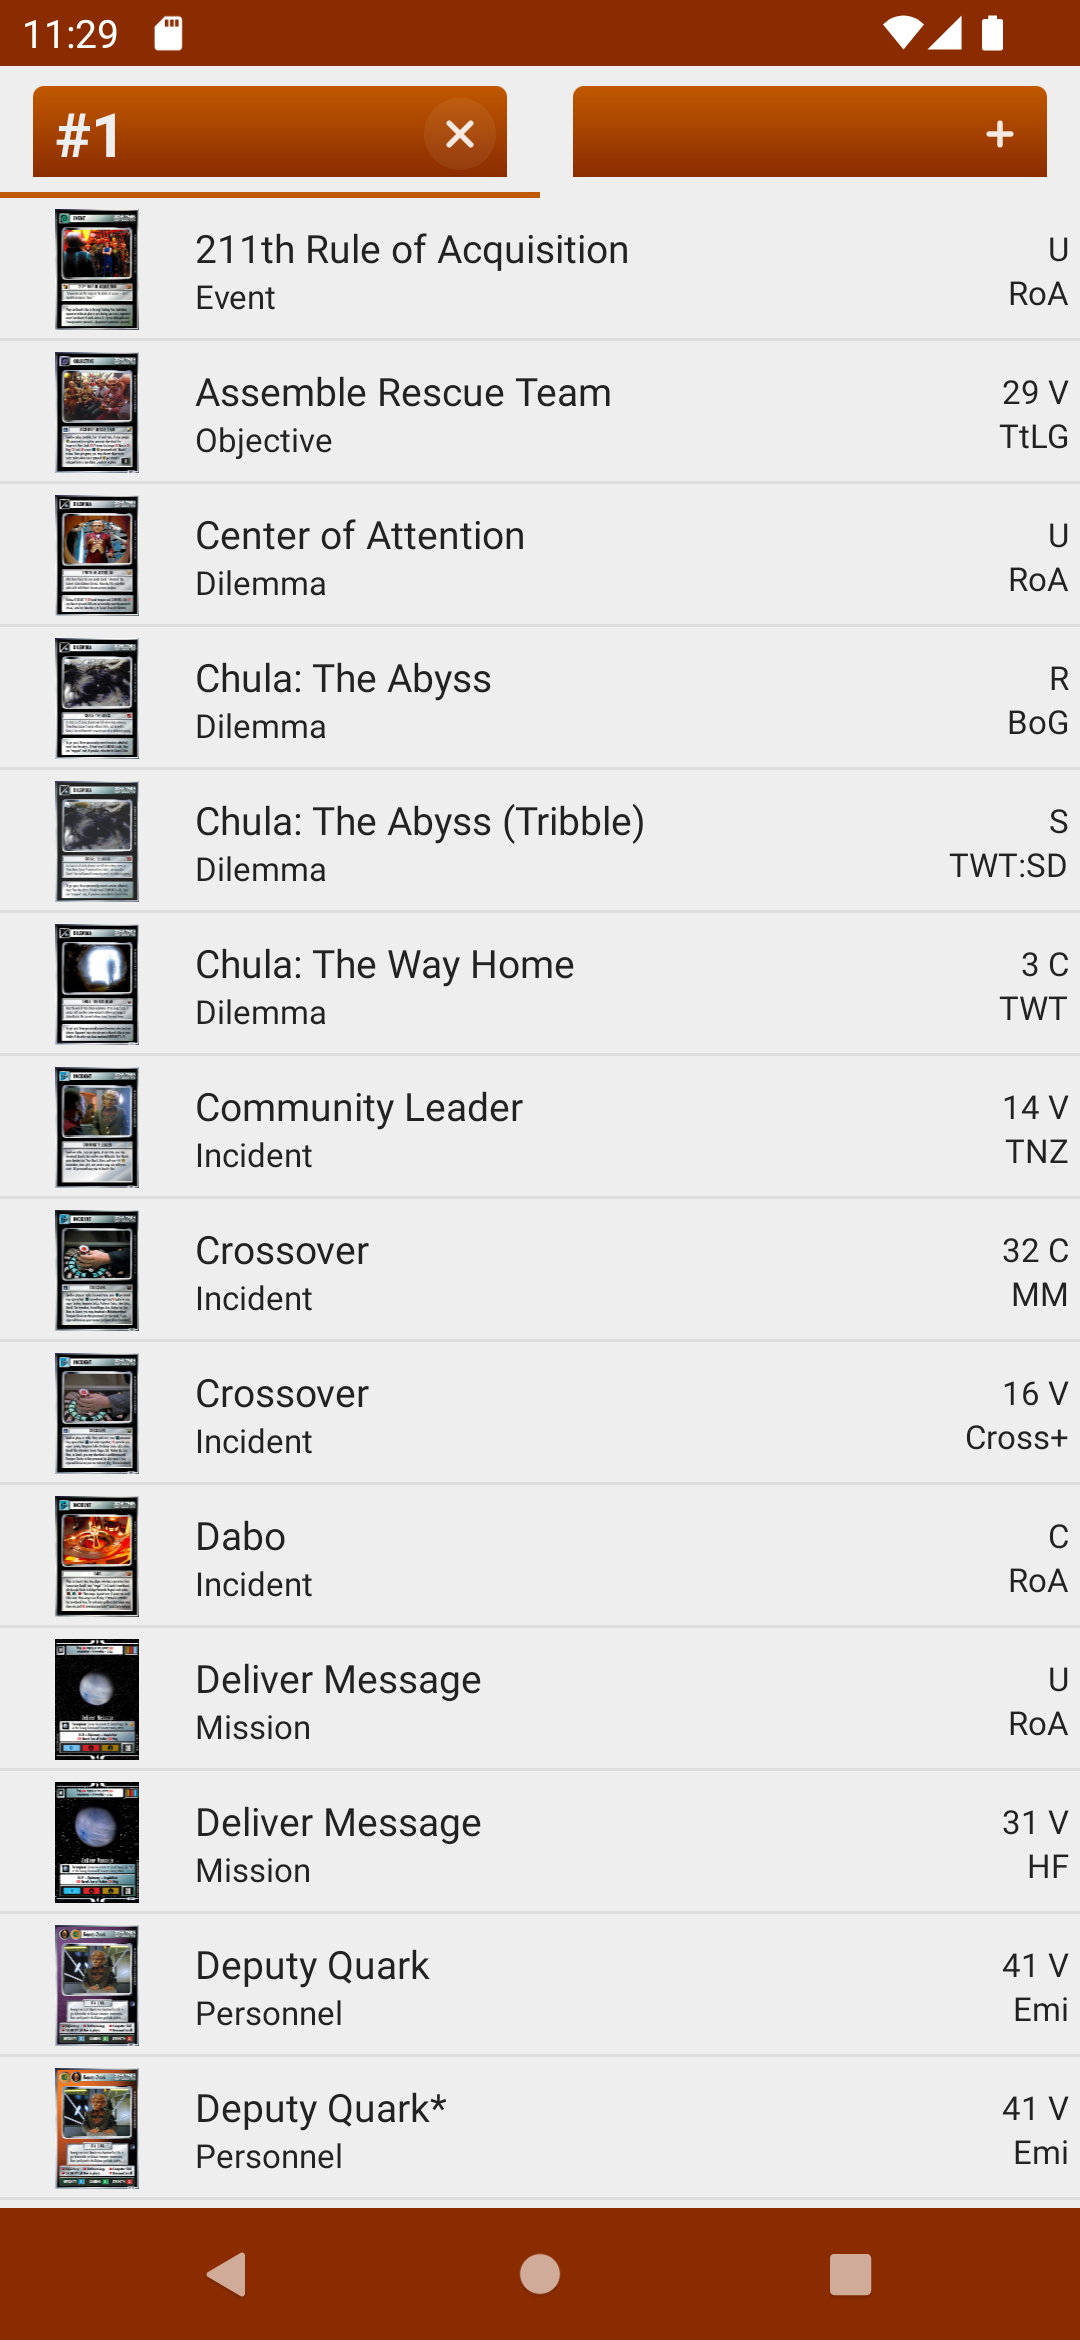 11:29
#1
211th Rule of Acquisition
U
Event
RoA
Assemble Rescue Team
29 V
Objective
TtLG
Center of Attention
U
Dilemma
RoA
Chula: The Abyss
R
Dilemma
BoG
Chula: The Abyss (Tribble)
S
Dilemma
TWT:SD
Chula: The Way Home
3 C
Dilemma
TWT
Community Leader
14 V
Incident
TNZ
Crossover
32 C
Incident
MM
Crossover
16 V
Incident
Cross+
Dabo
C
Incident
RoA
Deliver Message
U
Mission
RoA
Deliver Message
31 V
Mission
HF
Deputy Quark
41 V
Personnel
Emi
Deputy Quark*
41 V
Personnel
Emi